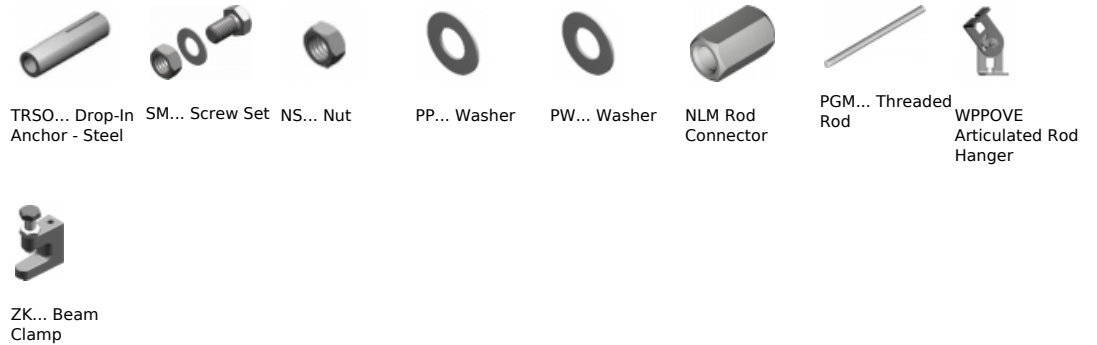 TRSO... Drop-In
Anchor - Steel
SM... Screw Set
NS... Nut
PP... Washer
PW... Washer
NLM Rod
Connector
PGM... Threaded
Rod
WPPOVE
Articulated Rod
Hanger
ZK... Beam
Clamp